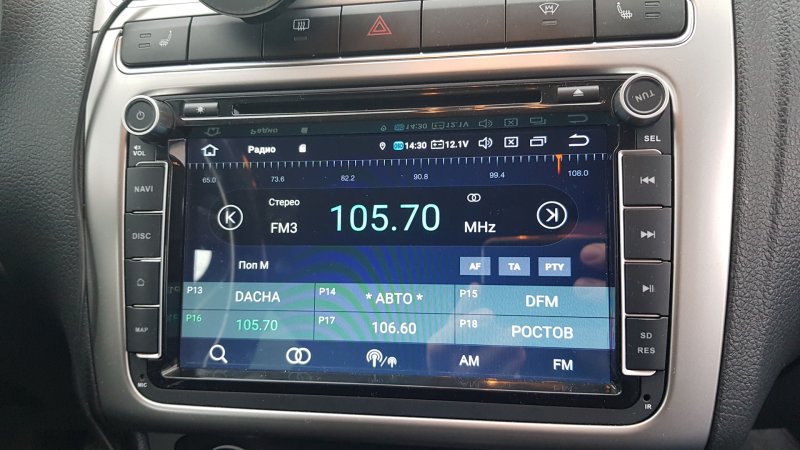 TUN
VOL
SEL
Радио
14:30 12.1V
65.0 73.6 82.2 90.8 99.4 108.0
Стерео
FM3 105.70 MHz
Поп М AF TA PTY
P13 DACHA P14 * АВТО * P15 DFM
P16 105.70 P17 106.60 P18 РОСТОВ
AM FM
NAVI
DISC
MAP
MIC
SD
RES
IR